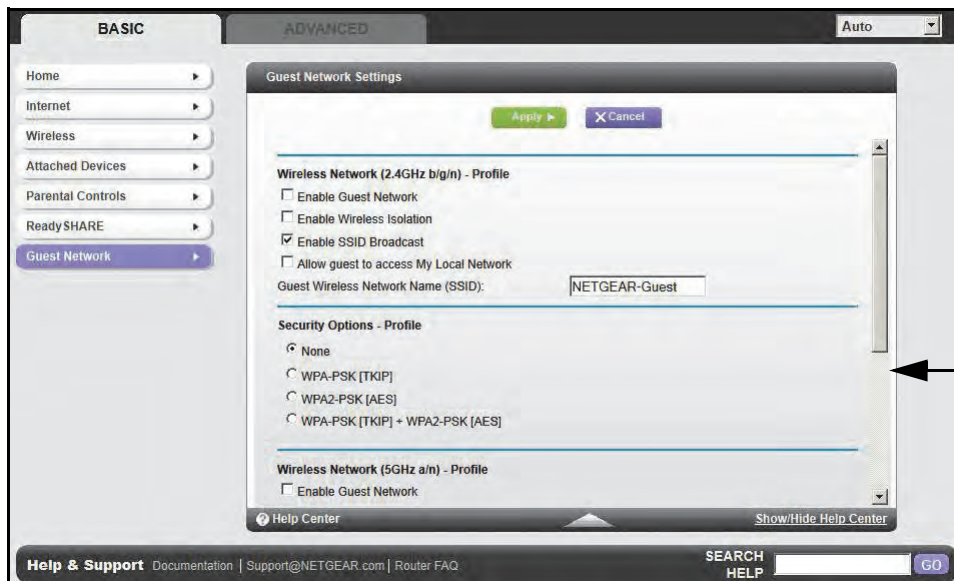 BASIC
ADVANCED
Auto
Home
Internet
Wireless
Attached Devices
Parental Controls
ReadySHARE
Guest Network
Guest Network Settings
Apply
X Cancel
Wireless Network (2.4GHz b/g/n) - Profile
Enable Guest Network
Enable Wireless Isolation
Enable SSID Broadcast
Allow guest to access My Local Network
Guest Wireless Network Name (SSID): NETGEAR-Guest
Security Options - Profile
None
WPA-PSK [TKIP]
WPA2-PSK [AES]
WPA-PSK [TKIP] + WPA2-PSK [AES]
Wireless Network (5GHz a/n) - Profile
Enable Guest Network
? Help Center
Show/Hide Help Center
Help & Support Documentation | Support@NETGEAR.com | Router FAQ
SEARCH HELP
GO